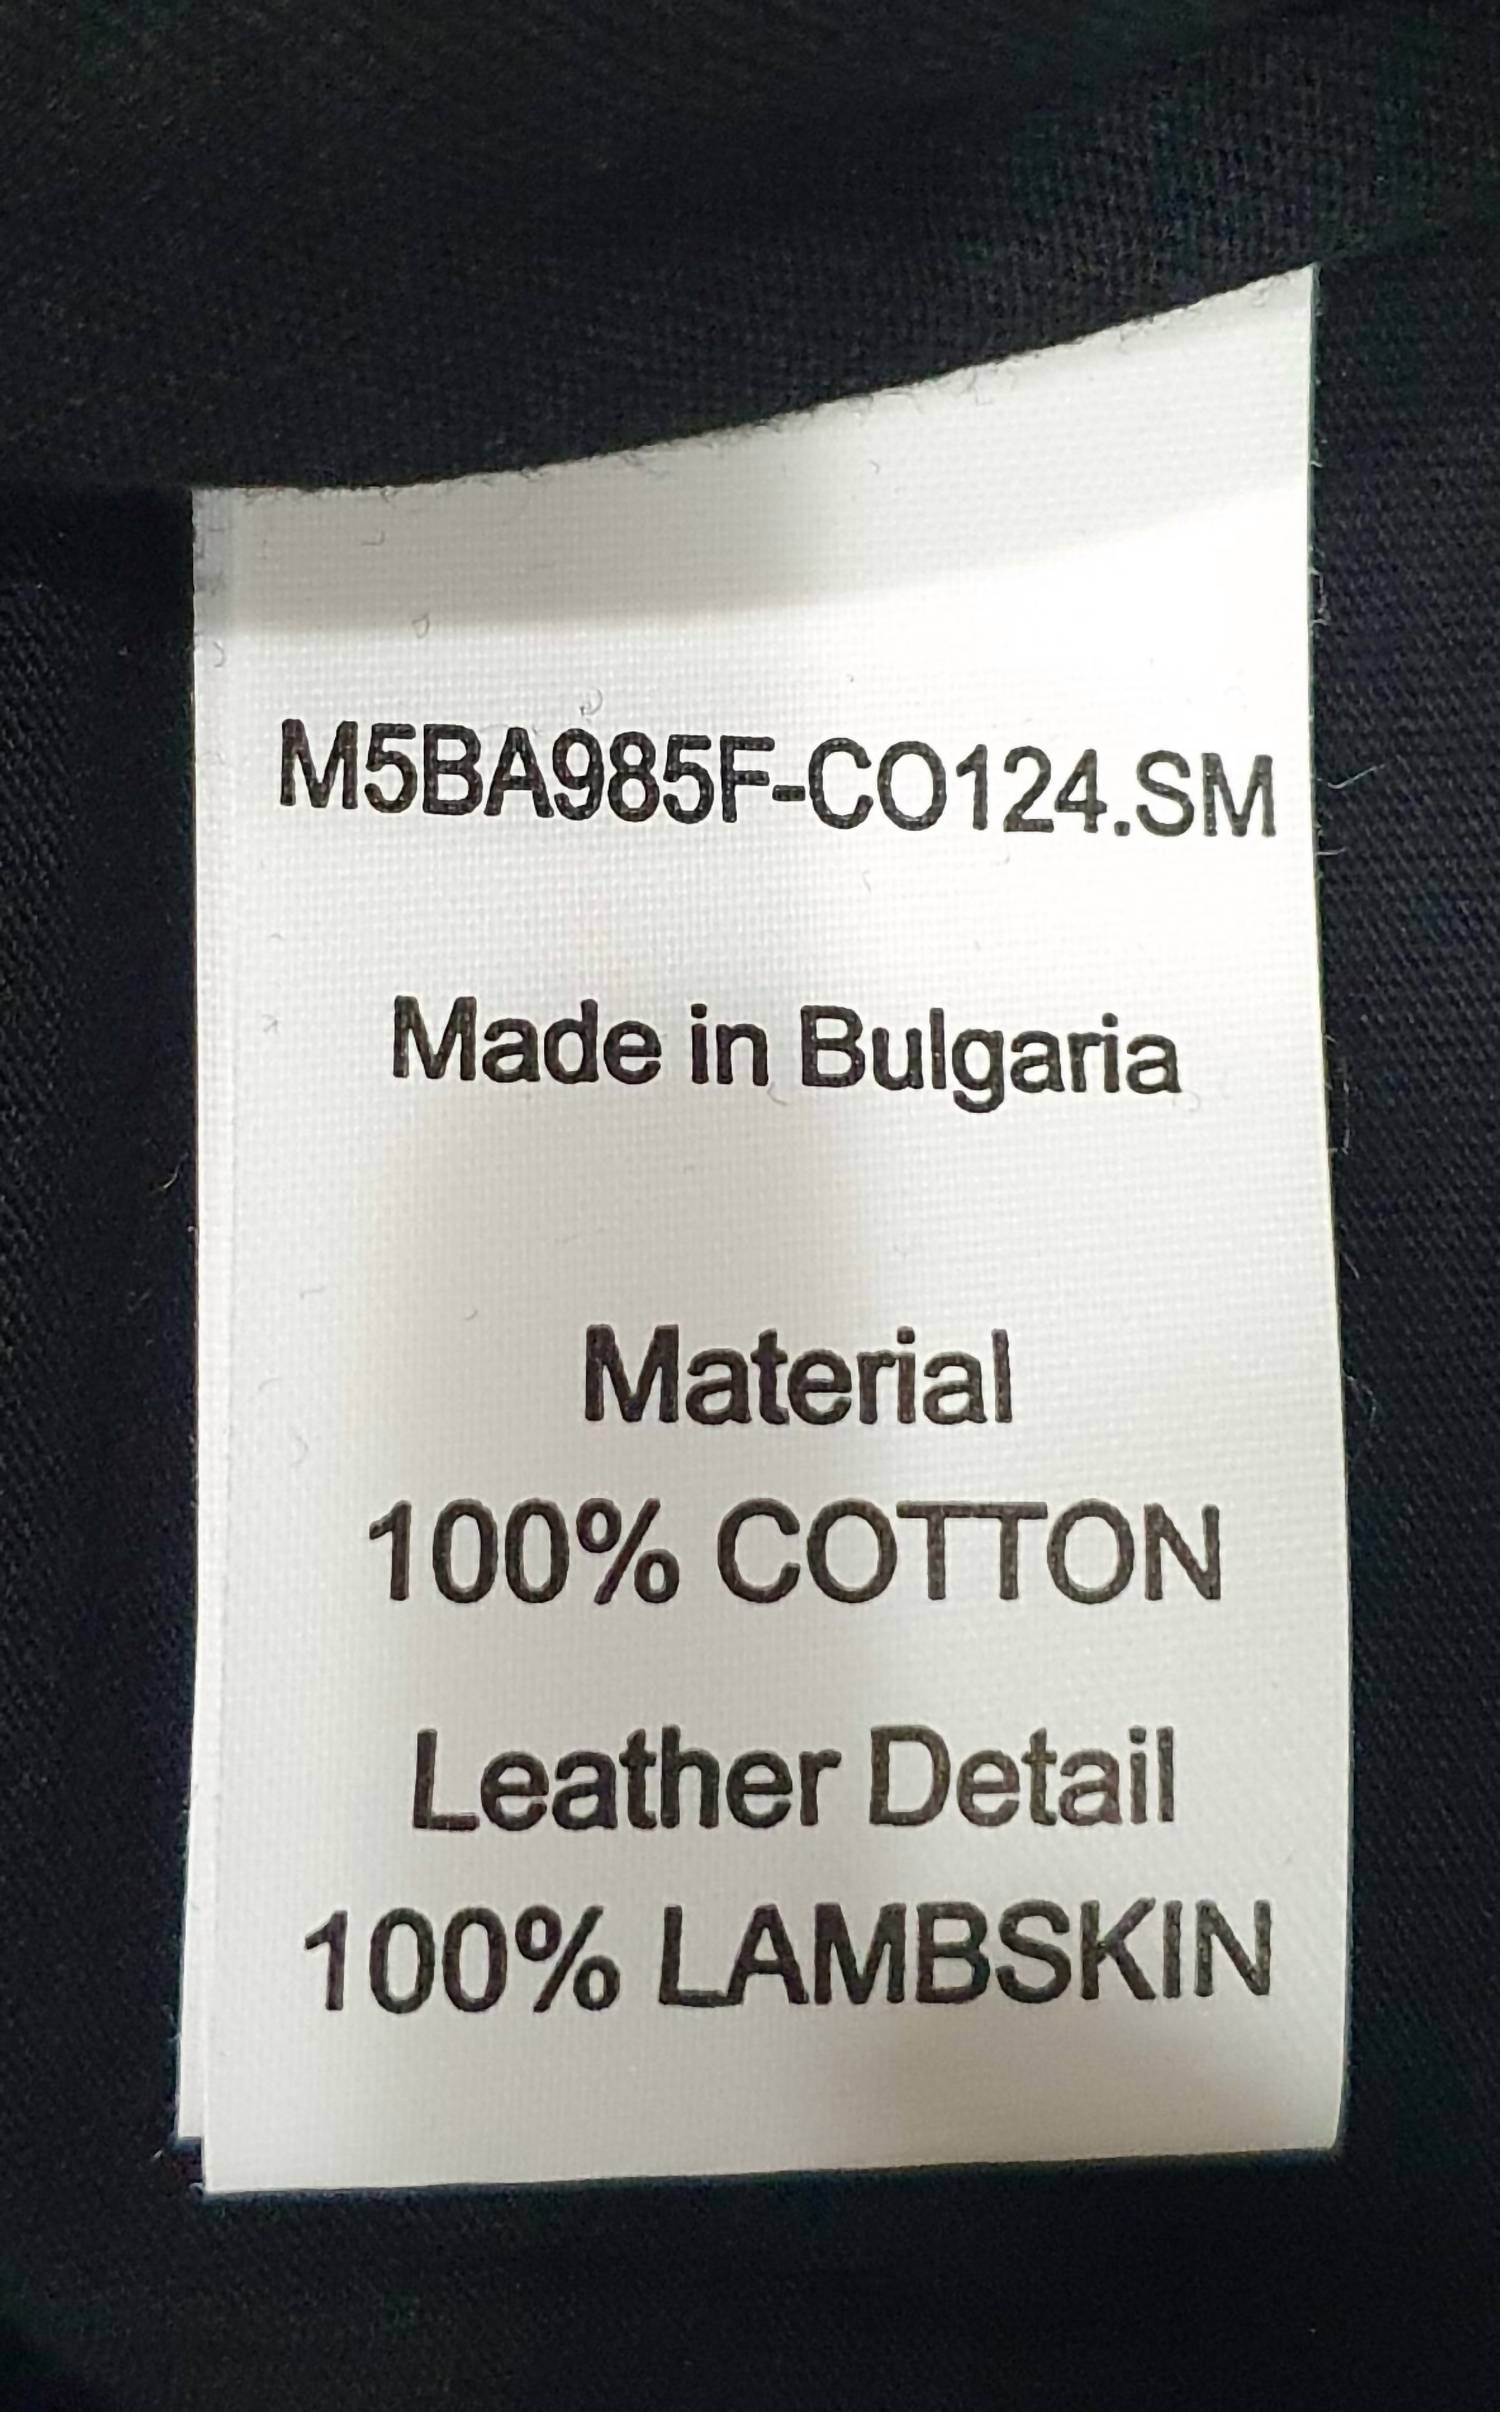 M5BA985F-CO124.SM
Made in Bulgaria
Material
100% COTTON
Leather Detail
100% LAMBSKIN